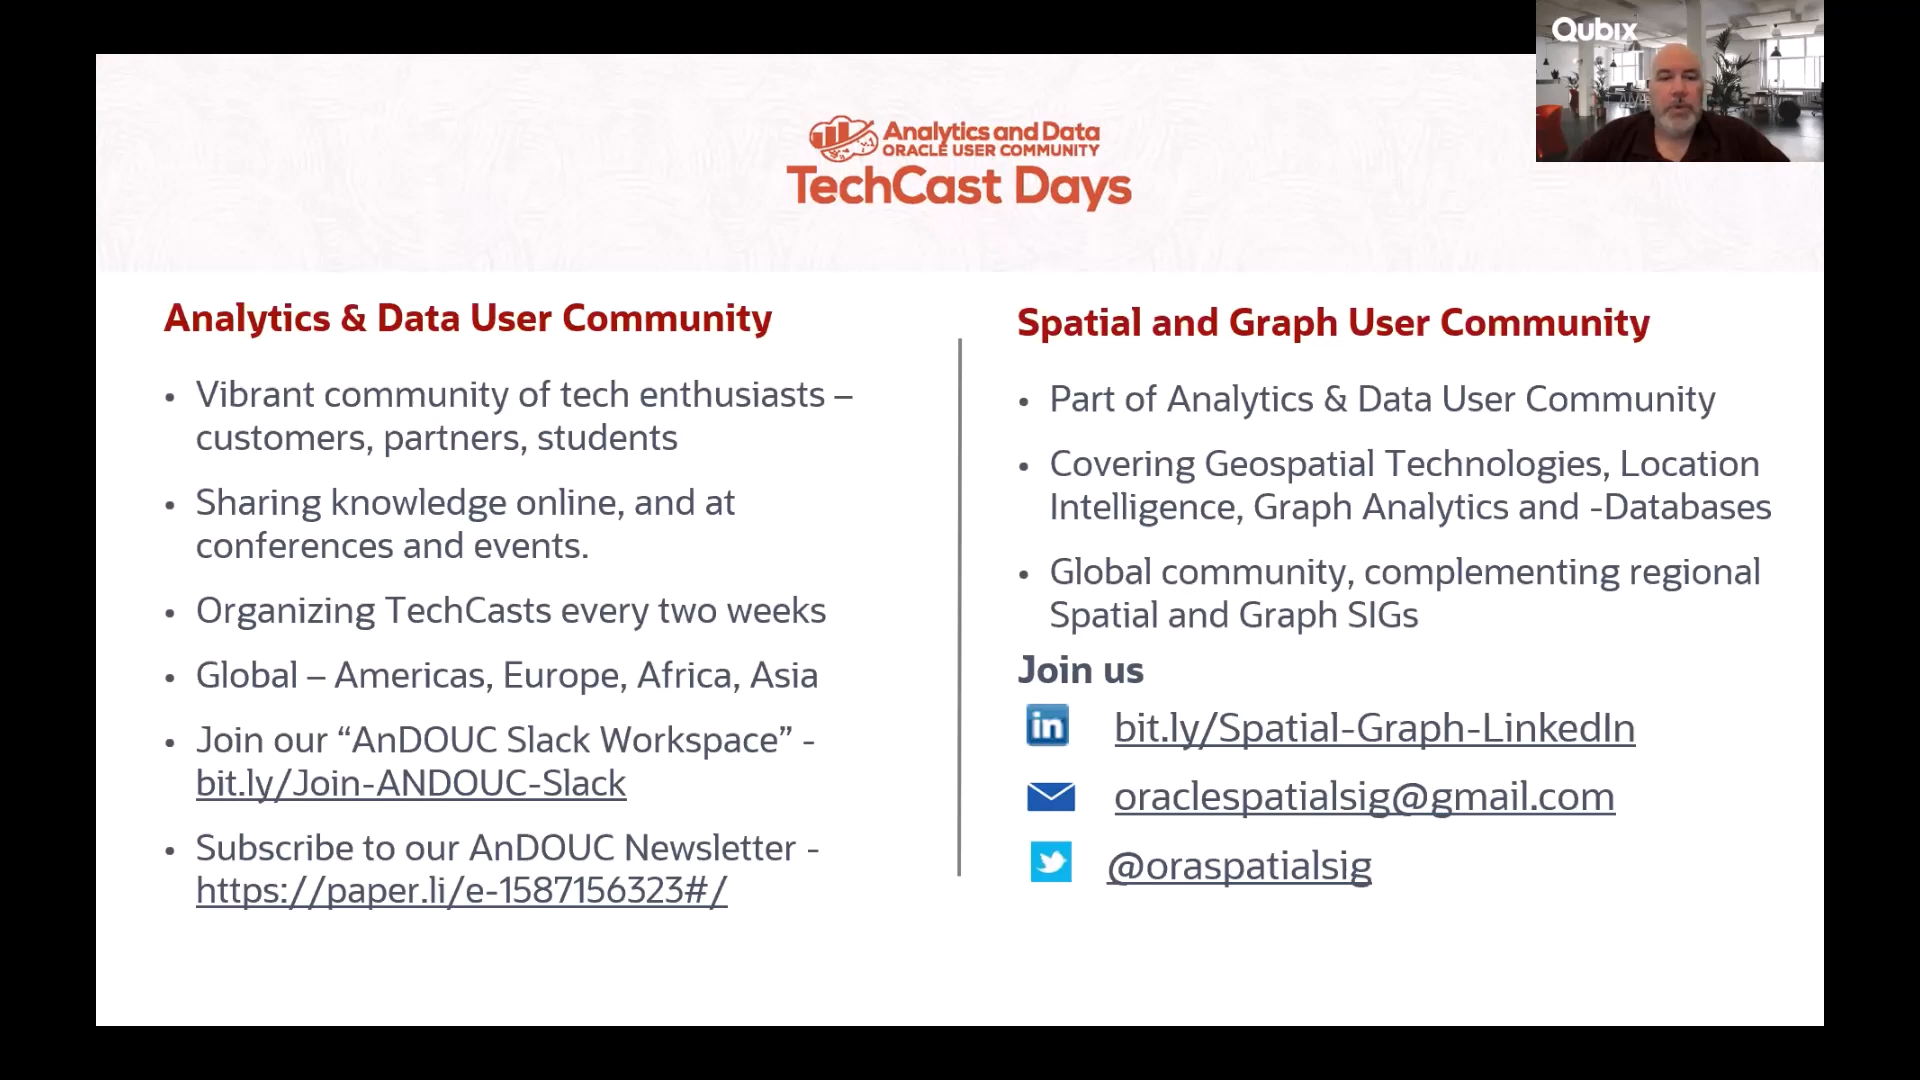 Qubix
Analytics and Data
ORACLE USER COMMUNITY
TechCast Days
Analytics & Data User Community
• Vibrant community of tech enthusiasts –
customers, partners, students
• Sharing knowledge online, and at
conferences and events.
• Organizing TechCasts every two weeks
• Global – Americas, Europe, Africa, Asia
• Join our “AnDOUC Slack Workspace” -
bit.ly/Join-ANDOUC-Slack
• Subscribe to our AnDOUC Newsletter -
https://paper.li/e-1587156323#/
Spatial and Graph User Community
• Part of Analytics & Data User Community
• Covering Geospatial Technologies, Location
Intelligence, Graph Analytics and -Databases
• Global community, complementing regional
Spatial and Graph SIGs
Join us
in bit.ly/Spatial-Graph-LinkedIn
oraclespatialsig@gmail.com
@oraspatialsig